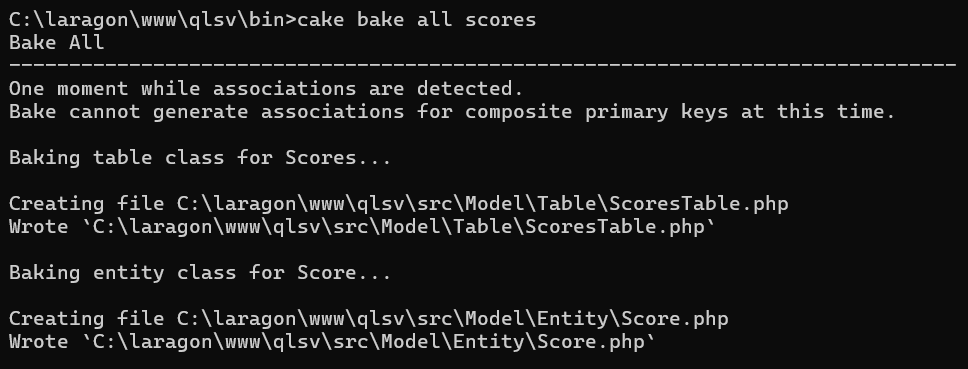 C:\laragon\www\qlsv\bin>cake bake all scores
Bake All
-------------------------------------------------------------------------------
One moment while associations are detected.
Bake cannot generate associations for composite primary keys at this time.
Baking table class for Scores...
Creating file C:\laragon\www\qlsv\src\Model\Table\ScoresTable.php
Wrote `C:\laragon\www\qlsv\src\Model\Table\ScoresTable.php`
Baking entity class for Score...
Creating file C:\laragon\www\qlsv\src\Model\Entity\Score.php
Wrote `C:\laragon\www\qlsv\src\Model\Entity\Score.php`